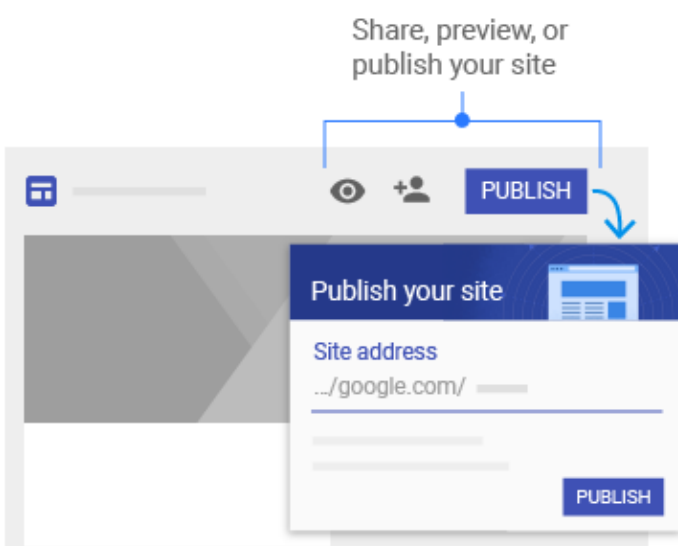 Share, preview, or
publish your site
PUBLISH
Publish your site
Site address
.../google.com/
PUBLISH